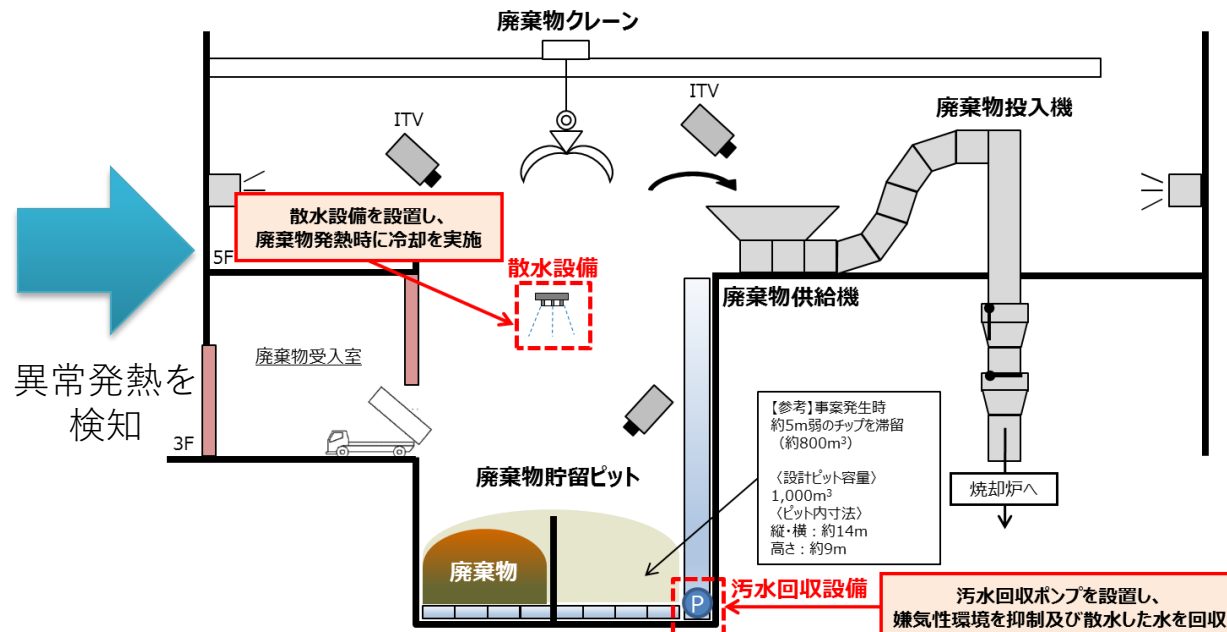 廃棄物クレーン
ITV
ITV
廃棄物投入機
散水設備を設置し、
廃棄物発熱時に冷却を実施
5F
散水設備
廃棄物供給機
廃棄物受入室
異常発熱を
検知
3F
【参考】事案発生時
約5m弱のチップを滞留
（約800m³）
〈設計ピット容量〉
1,000m³
〈ピット内寸法〉
縦・横：約14m
高さ：約9m
廃棄物貯留ピット
焼却炉へ
廃棄物
汚水回収設備
P
汚水回収ポンプを設置し、
嫌気性環境を抑制及び散水した水を回収